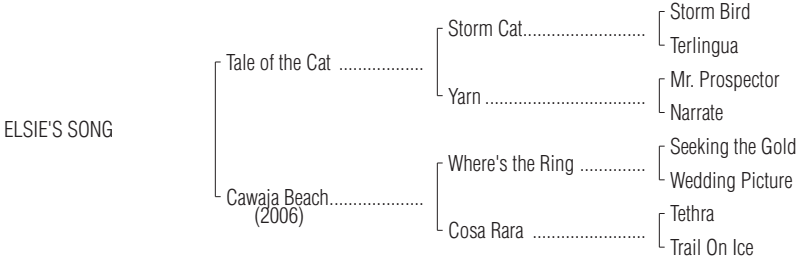 Storm Bird
Storm Cat..........................
Terlingua
Tale of the Cat ..................
Mr. Prospector
Yarn ..................................
Narrate
ELSIE'S SONG
Seeking the Gold
Where's the Ring ..............
Wedding Picture
Cawaja Beach....................
(2006)
Tethra
Cosa Rara ........................
Trail On Ice